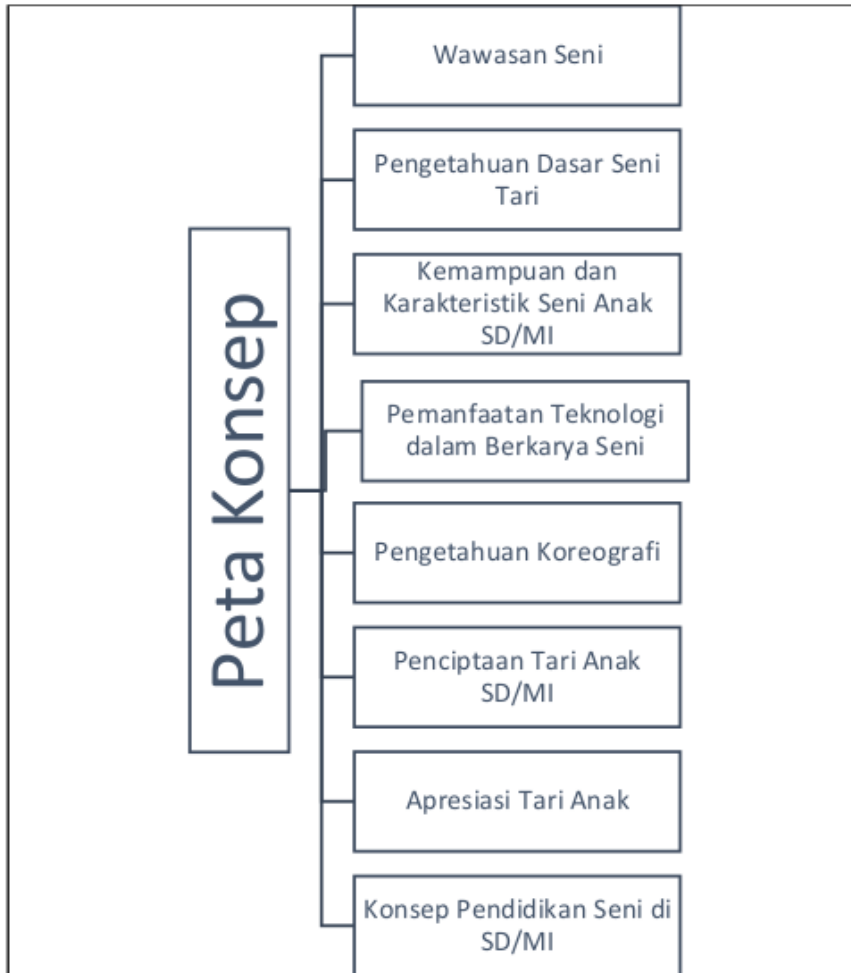 Peta Konsep
Wawasan Seni
Pengetahuan Dasar Seni
Tari
Kemampuan dan
Karakteristik Seni Anak
SD/MI
Pemanfaatan Teknologi
dalam Berkarya Seni
Pengetahuan Koreografi
Penciptaan Tari Anak
SD/MI
Apresiasi Tari Anak
Konsep Pendidikan Seni di
SD/MI